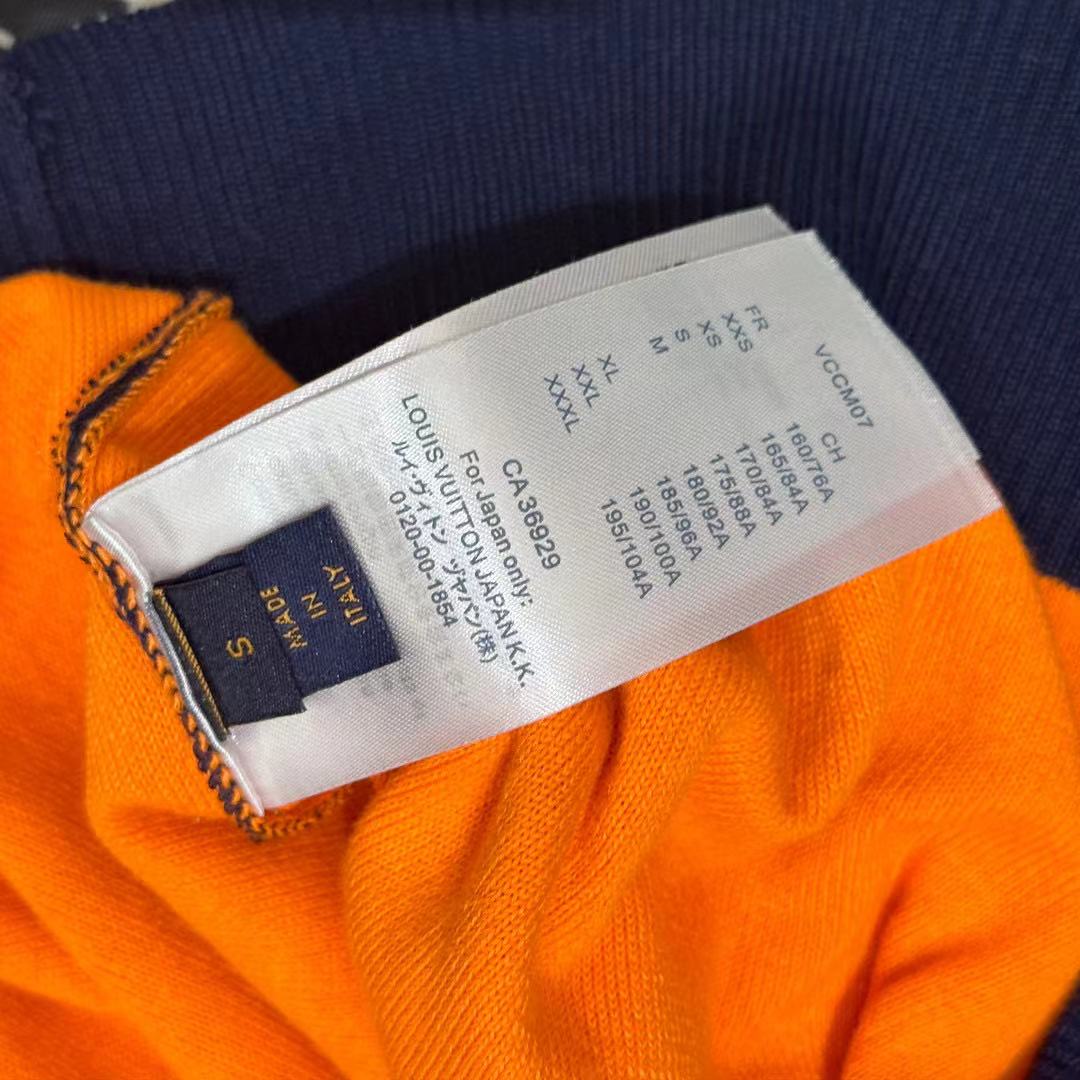 VCCM07
FR CH
XXS 160/76A
XS 165/84A
S 170/84A
M 175/88A
180/92A
XL 185/96A
XXL 190/100A
XXXL 195/104A
CA 36929
For Japan only:
LOUIS VUITTON JAPAN K.K.
ルイ・ヴィトン ヅヤパン(株)
0120-00-1854
MADE
IN
ITALY
S